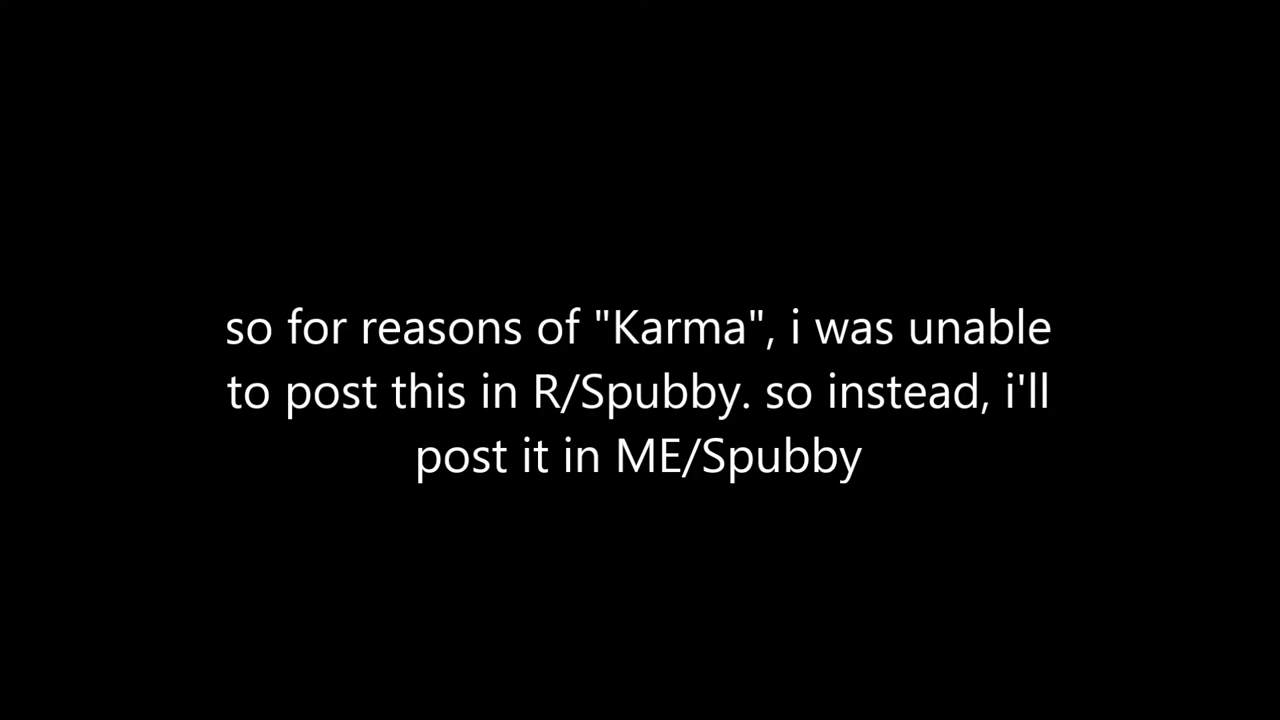 so for reasons of "Karma", i was unable
to post this in R/Spubby. so instead, i'll
post it in ME/Spubby